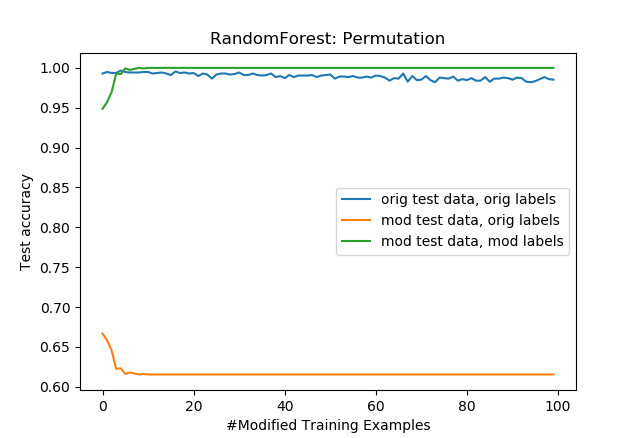 RandomForest: Permutation
Test accuracy
1.00
0.95
0.90
0.85
0.80
0.75
0.70
0.65
0.60
orig test data, orig labels
mod test data, orig labels
mod test data, mod labels
0 20 40 60 80 100
#Modified Training Examples